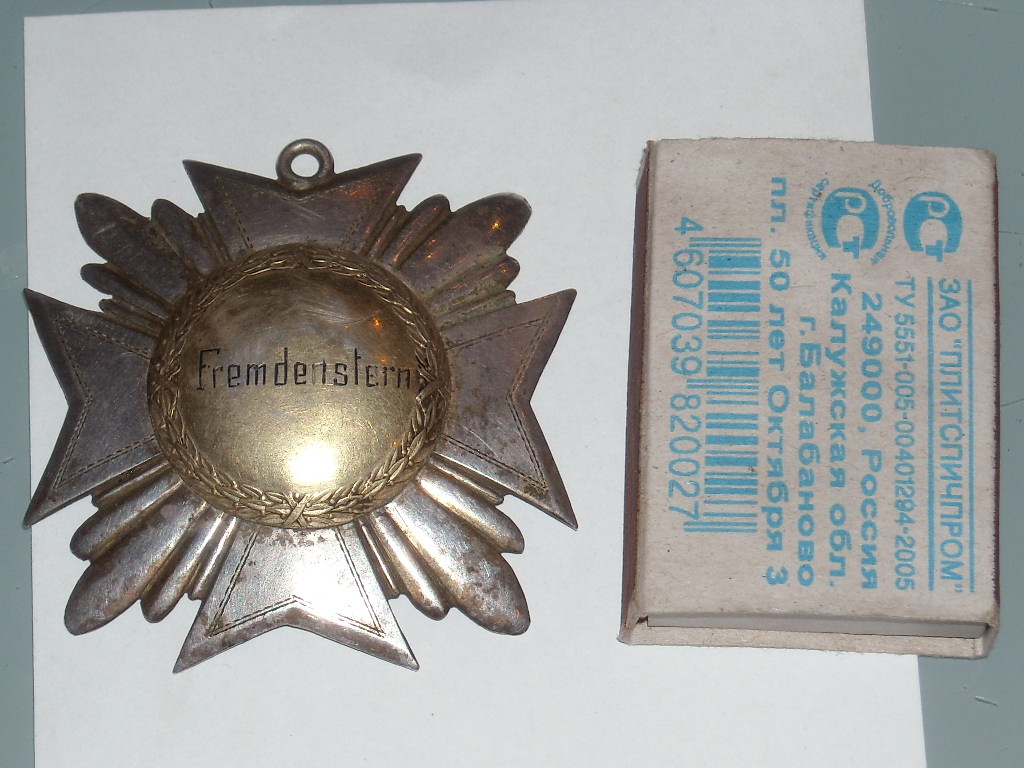 Fremdenstern
ЗАО "ПЛИТСПИЧПРОМ"
ТУ 5551-005-00401294-2005
249000, Россия
Калужская обл.
г. Балабаново
пл. 50 лет Октября 3
4 607039 820027
РСТ
РСТ